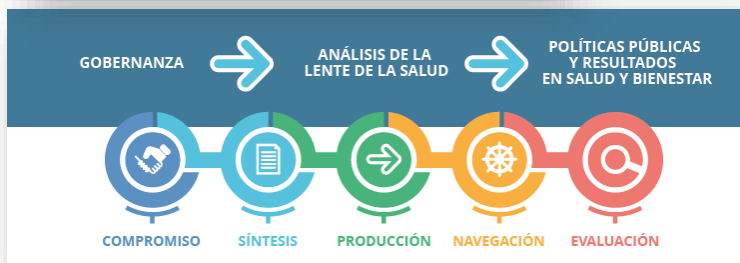 GOBERNANZA
ANÁLISIS DE LA
LENTE DE LA SALUD
POLÍTICAS PÚBLICAS
Y RESULTADOS
EN SALUD Y BIENESTAR
COMPROMISO
SÍNTESIS
PRODUCCIÓN
NAVEGACIÓN
EVALUACIÓN